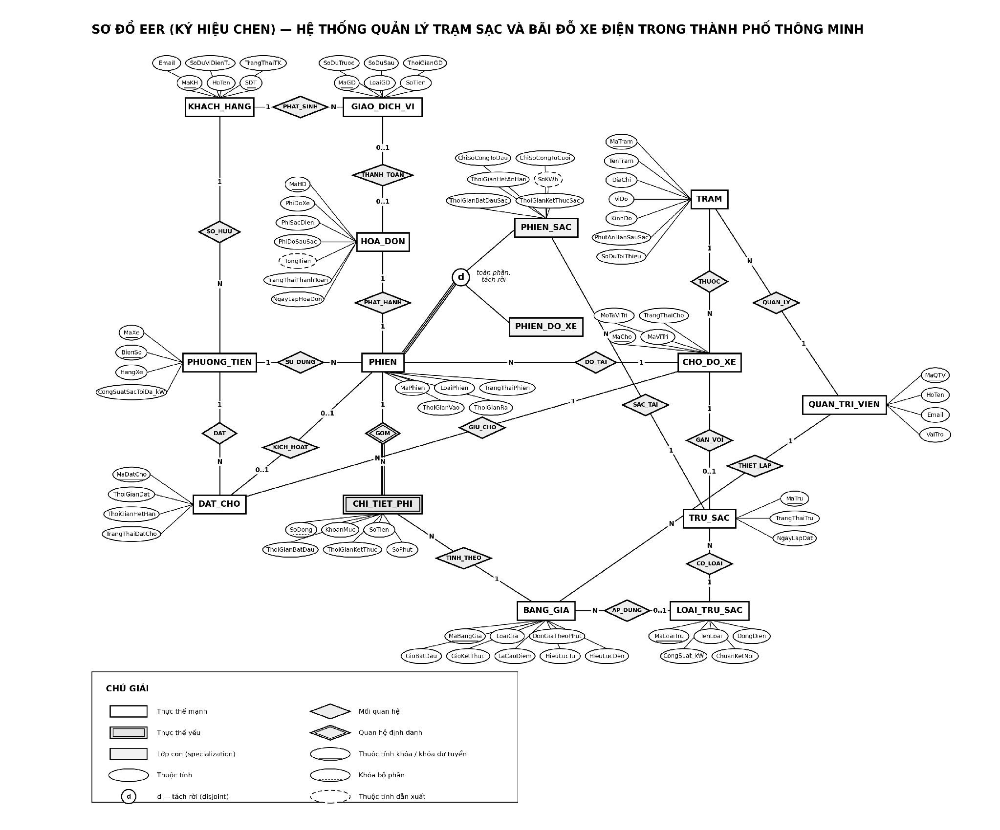 SƠ ĐỒ EER (KÝ HIỆU CHEN) — HỆ THỐNG QUẢN LÝ TRẠM SẠC VÀ BÃI ĐỖ XE ĐIỆN TRONG THÀNH PHỐ THÔNG MINH
Email SoDuViDienTu TrangThaiTK SoDuTruoc SoDuSau ThoiGianGD
MaKH HoTen SDT MaGD LoaiGD SoTien
KHACH_HANG 1 PHAT_SINH N GIAO_DICH_VI
MaTram
0..1
ChiSoCongToDau ChiSoCongToCuoi
TenTram
THANH_TOAN
ThoiGianHetAnHan SoKWh DiaChi
1
MaHD
ViDo TRAM
ThoiGianBatDauSac ThoiGianKetThucSac
0..1
PhiDoXe
KinhDo
PhiSacDien
PHIEN_SAC
SO_HUU
PhutAnHanSauSac
PhiDoSauSac HOA_DON
1
SoDuToiThieu
TongTien N
d toàn phần,
tách rời
1
TrangThaiThanhToan
THUOC
N
NgayLapHoaDon
PHAT_HANH QUAN_LY
N
MoTaViTri TrangThaiCho
1 PHIEN_DO_XE
MaXe
N MaCho MaViTri
1
BienSo
PHUONG_TIEN 1 SU_DUNG N PHIEN N DO_TAI 1 CHO_DO_XE
HangXe
MaQTV
MaPhien LoaiPhien TrangThaiPhien
CongSuatSacToiDa_kW
HoTen
1
1 1 SAC_TAI QUAN_TRI_VIEN
ThoiGianVao ThoiGianRa
1
0..1
Email
GIU_CHO
DAT GOM
VaiTro
GAN_VOI 1
KICH_HOAT
1
N N N
THIET_LAP
0..1 0..1
MaDatCho
ThoiGianDat
MaTru
DAT_CHO CHI_TIET_PHI
ThoiGianHetHan
TRU_SAC TrangThaiTru
N
SoDong KhoanMuc SoTien
TrangThaiDatCho
N NgayLapDat
N
ThoiGianBatDau ThoiGianKetThuc SoPhut
TINH_THEO
CO_LOAI
1 1
BANG_GIA N AP_DUNG 0..1 LOAI_TRU_SAC
MaBangGia LoaiGia DonGiaTheoPhut MaLoaiTru TenLoai DongDien
GioBatDau GioKetThuc LaCaoDiem HieuLucTu HieuLucDen CongSuat_kW ChuanKetNoi
CHÚ GIẢI
Thực thể mạnh Mối quan hệ
Thực thể yếu Quan hệ định danh
Lớp con (specialization) Thuộc tính khóa / khóa dự tuyển
Thuộc tính Khóa bộ phận
d d — tách rời (disjoint) Thuộc tính dẫn xuất